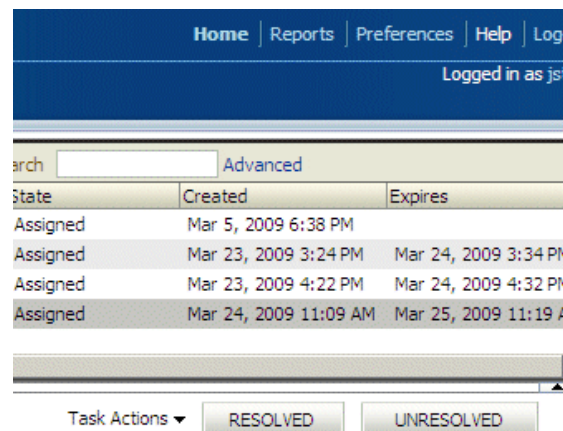 Home | Reports | Preferences | Help | Log
Logged in as js
arch Advanced
State Created Expires
Assigned Mar 5, 2009 6:38 PM
Assigned Mar 23, 2009 3:24 PM Mar 24, 2009 3:34 PM
Assigned Mar 23, 2009 4:22 PM Mar 24, 2009 4:32 PM
Assigned Mar 24, 2009 11:09 AM Mar 25, 2009 11:19 A
Task Actions RESOLVED UNRESOLVED